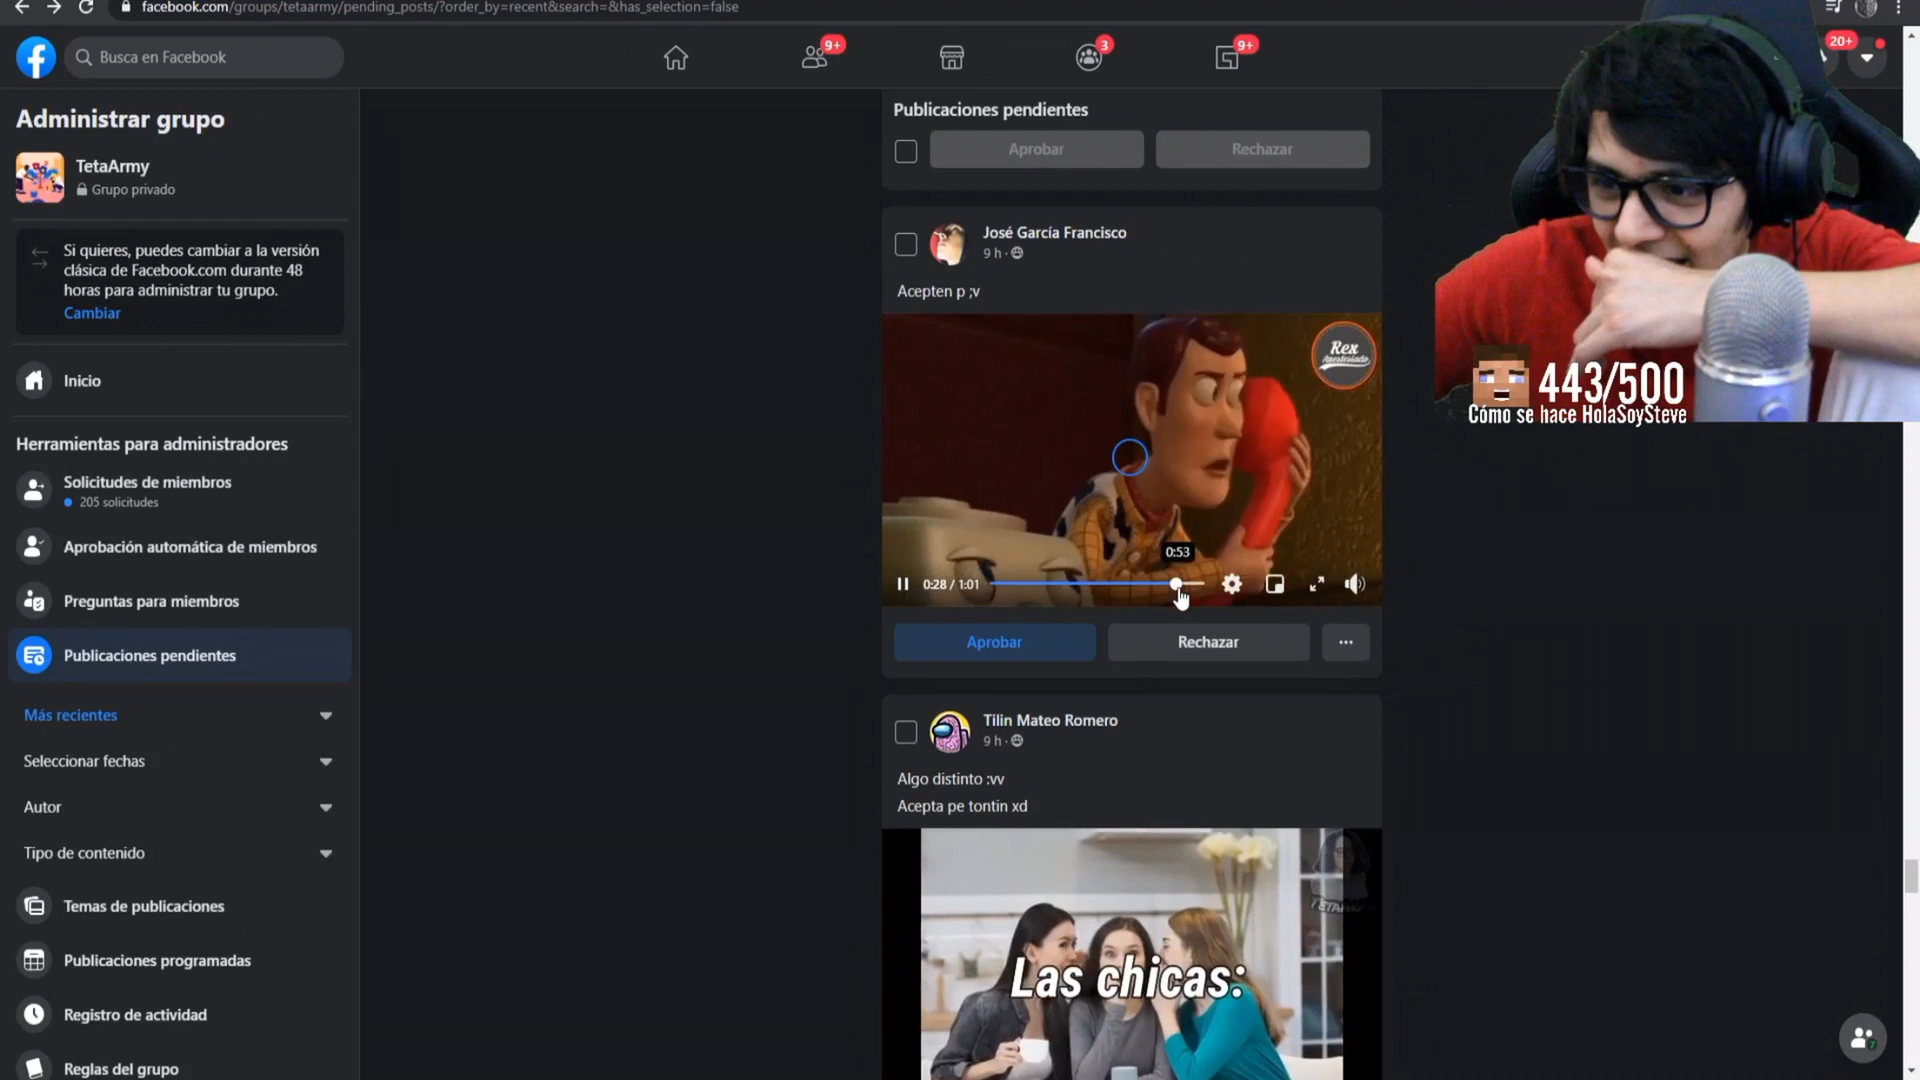 facebook.com/groups/tetaarmy/pending_posts/?order_by=recent&search=&has_selection=false
Busca en Facebook
9+
3
9+
20+
Administrar grupo
TetaArmy
Grupo privado
Si quieres, puedes cambiar a la versión
clásica de Facebook.com durante 48
horas para administrar tu grupo.
Cambiar
Inicio
Herramientas para administradores
Solicitudes de miembros
205 solicitudes
Aprobación automática de miembros
Preguntas para miembros
Publicaciones pendientes
Más recientes
Seleccionar fechas
Autor
Tipo de contenido
Temas de publicaciones
Publicaciones programadas
Registro de actividad
Reglas del grupo
Publicaciones pendientes
Aprobar
Rechazar
José García Francisco
9 h ·
Acepten p ;v
Rex
0:53
0:28 / 1:01
Aprobar
Rechazar
Tilin Mateo Romero
9 h ·
Algo distinto :vv
Acepta pe tontin xd
Las chicas:
443/500
Cómo se hace HolaSoySteve
7